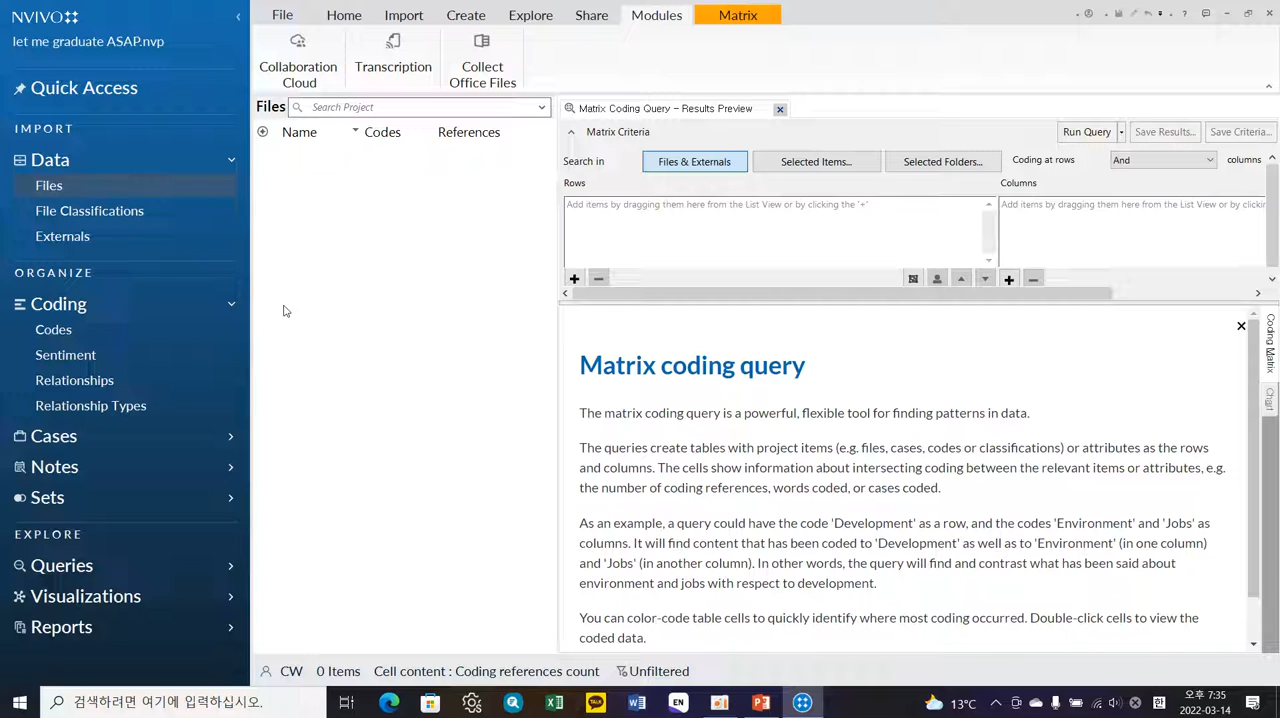 NVIVO
let me graduate ASAP.nvp
Quick Access
IMPORT
Data
Files
File Classifications
Externals
ORGANIZE
Coding
Codes
Sentiment
Relationships
Relationship Types
Cases
Notes
Sets
EXPLORE
Queries
Visualizations
Reports
File Home Import Create Explore Share Modules Matrix
Collaboration Cloud
Transcription
Collect Office Files
Files Search Project
Name Codes References
Matrix Coding Query – Results Preview
Matrix Criteria Run Query Save Results... Save Criteria...
Search in Files & Externals Selected Items... Selected Folders... Coding at rows And columns
Rows Columns
Add items by dragging them here from the List View or by clicking the '+' Add items by dragging them here from the List View or by clickir
Matrix coding query
The matrix coding query is a powerful, flexible tool for finding patterns in data.
The queries create tables with project items (e.g. files, cases, codes or classifications) or attributes as the rows
and columns. The cells show information about intersecting coding between the relevant items or attributes, e.g.
the number of coding references, words coded, or cases coded.
As an example, a query could have the code 'Development' as a row, and the codes 'Environment' and 'Jobs' as
columns. It will find content that has been coded to 'Development' as well as to 'Environment' (in one column)
and 'Jobs' (in another column). In other words, the query will find and contrast what has been said about
environment and jobs with respect to development.
You can color-code table cells to quickly identify where most coding occurred. Double-click cells to view the
coded data.
Coding Matrix
Chart
CW 0 Items Cell content : Coding references count Unfiltered
검색하려면 여기에 입력하십시오.
TALK
EN
13°C
오후 7:35
2022-03-14